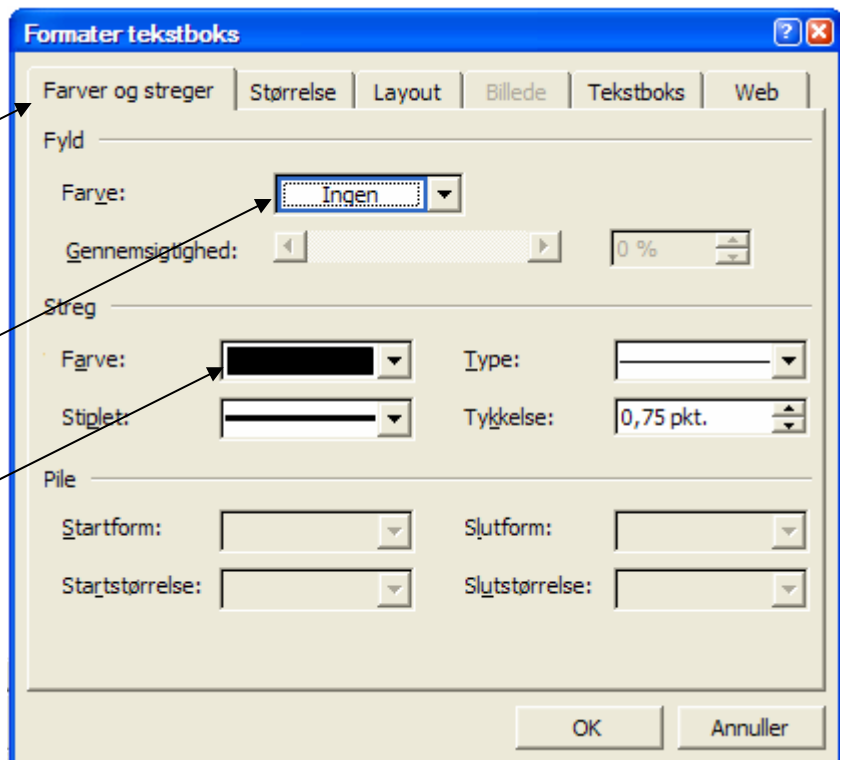 Formater tekstboks
Farver og streger Størrelse Layout Billede Tekstboks Web
Fyld
Farve: Ingen
Gennemsigtighed: 0 %
Streg
Farve: Type:
Stiplet: Tykkelse: 0,75 pkt.
Pile
Startform: Slutform:
Startstørrelse: Slutstørrelse:
OK Annuller